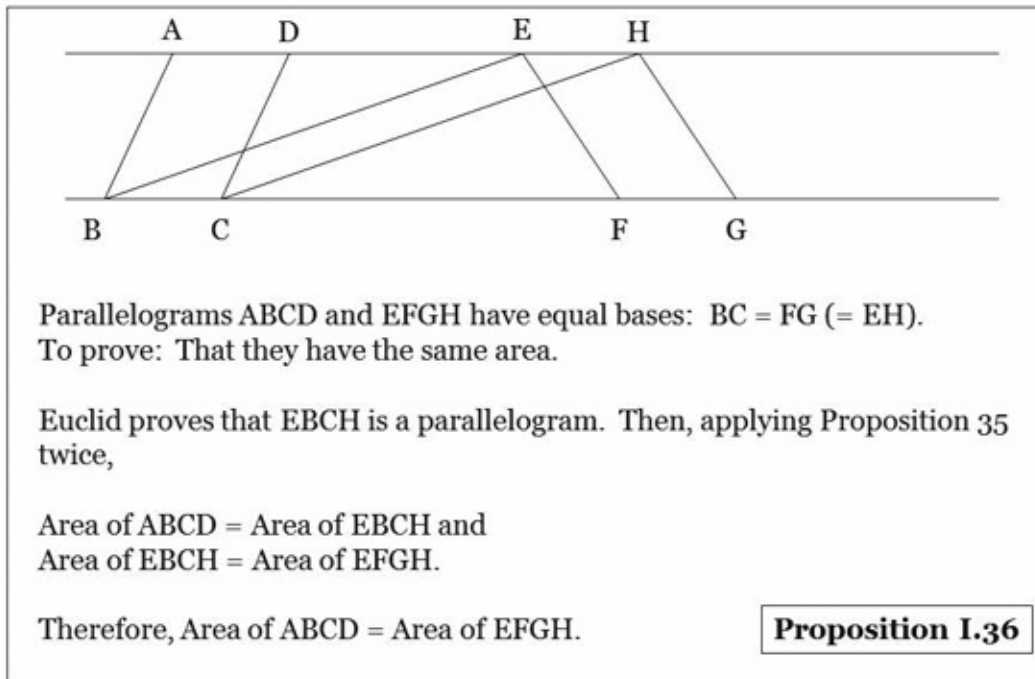 A D E H
B C F G
Parallelograms ABCD and EFGH have equal bases: BC = FG (= EH).
To prove: That they have the same area.
Euclid proves that EBCH is a parallelogram. Then, applying Proposition 35
twice,
Area of ABCD = Area of EBCH and
Area of EBCH = Area of EFGH.
Therefore, Area of ABCD = Area of EFGH.
Proposition I.36